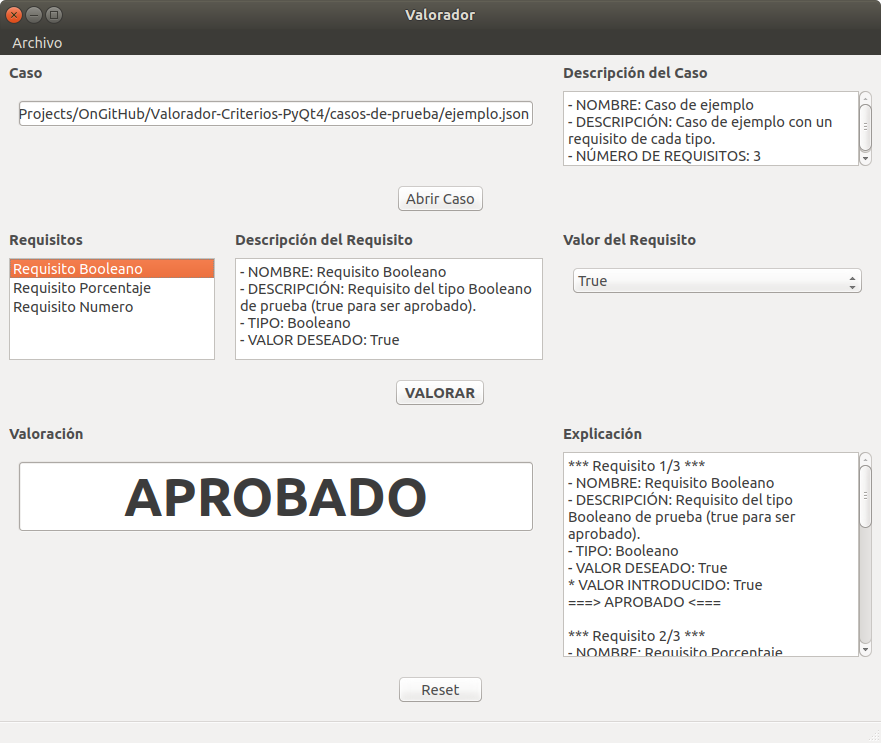 Valorador
Archivo
Caso
Projects/OnGitHub/Valorador-Criterios-PyQt4/casos-de-prueba/ejemplo.json
Descripción del Caso
- NOMBRE: Caso de ejemplo
- DESCRIPCIÓN: Caso de ejemplo con un
requisito de cada tipo.
- NÚMERO DE REQUISITOS: 3
Abrir Caso
Requisitos
Requisito Booleano
Requisito Porcentaje
Requisito Numero
Descripción del Requisito
- NOMBRE: Requisito Booleano
- DESCRIPCIÓN: Requisito del tipo Booleano
de prueba (true para ser aprobado).
- TIPO: Booleano
- VALOR DESEADO: True
Valor del Requisito
True
VALORAR
Valoración
APROBADO
Explicación
*** Requisito 1/3 ***
- NOMBRE: Requisito Booleano
- DESCRIPCIÓN: Requisito del tipo
Booleano de prueba (true para ser
aprobado).
- TIPO: Booleano
- VALOR DESEADO: True
* VALOR INTRODUCIDO: True
===> APROBADO <===
*** Requisito 2/3 ***
- NOMBRE: Requisito Porcentaje
Reset